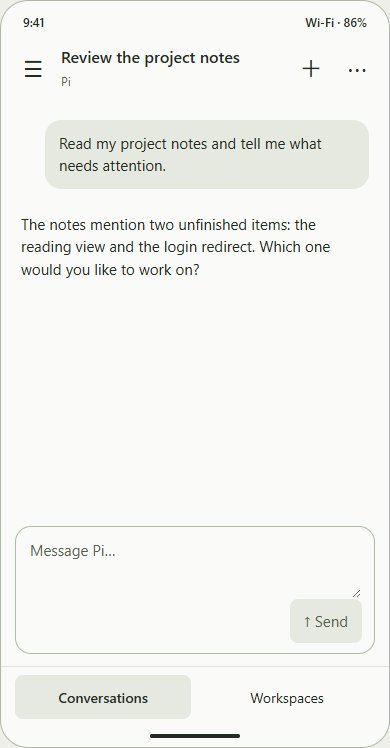 9:41 Wi-Fi · 86%
Review the project notes
Pi
Read my project notes and tell me what
needs attention.
The notes mention two unfinished items: the
reading view and the login redirect. Which one
would you like to work on?
Message Pi...
↑ Send
Conversations Workspaces